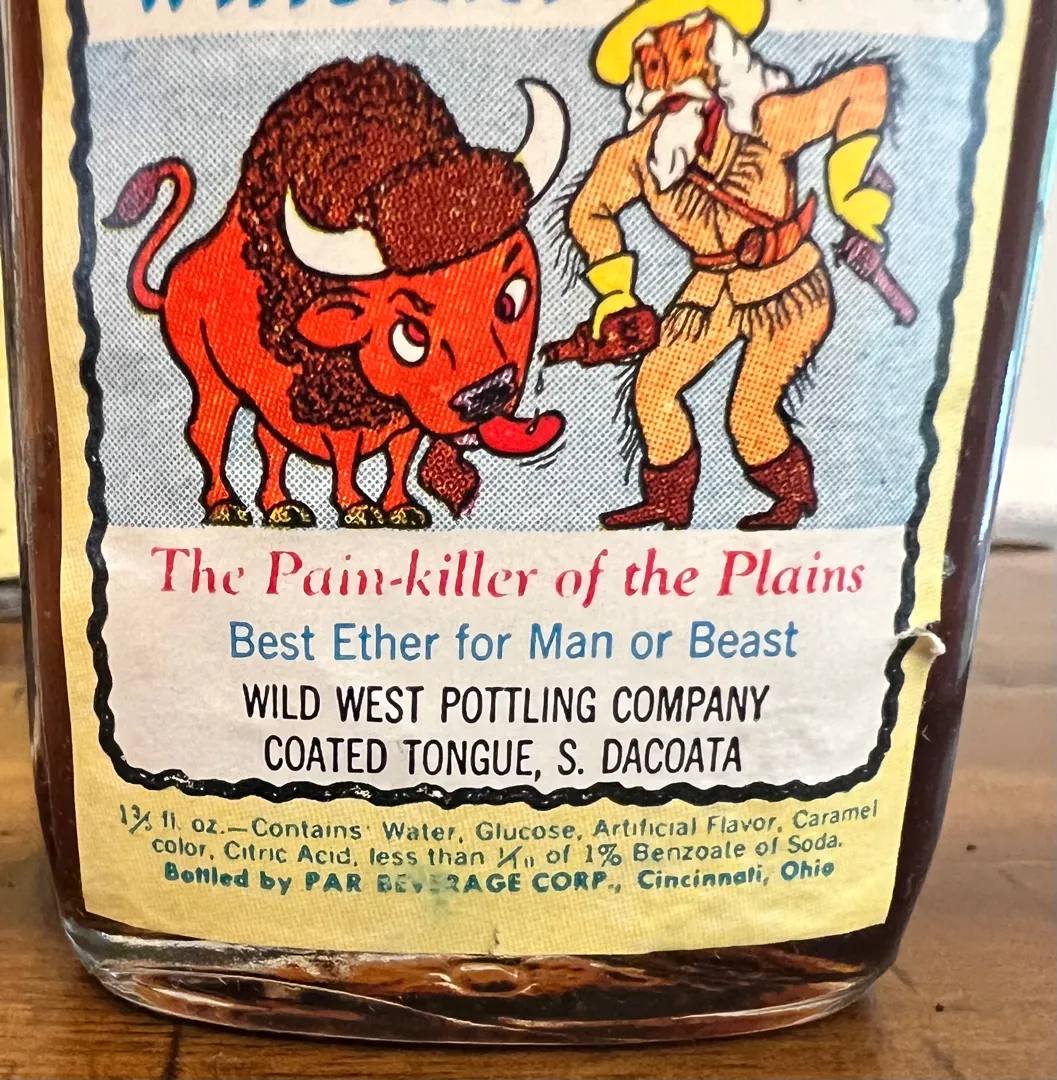 The Pain-killer of the Plains
Best Ether for Man or Beast
WILD WEST POTTLING COMPANY
COATED TONGUE, S. DACOATA
fl. oz.—Contains Water, Glucose, Artificial Flavor, Caramel
color, Citric Acid, less than 1/10 of 1% Benzoate of Soda.
Bottled by PAR BEVERAGE CORP., Cincinnati, Ohio